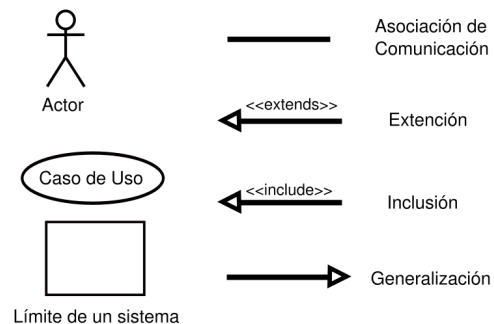 Actor
Caso de Uso
Límite de un sistema
Asociación de
Comunicación
<<extends>>
Extención
<<include>>
Inclusión
Generalización